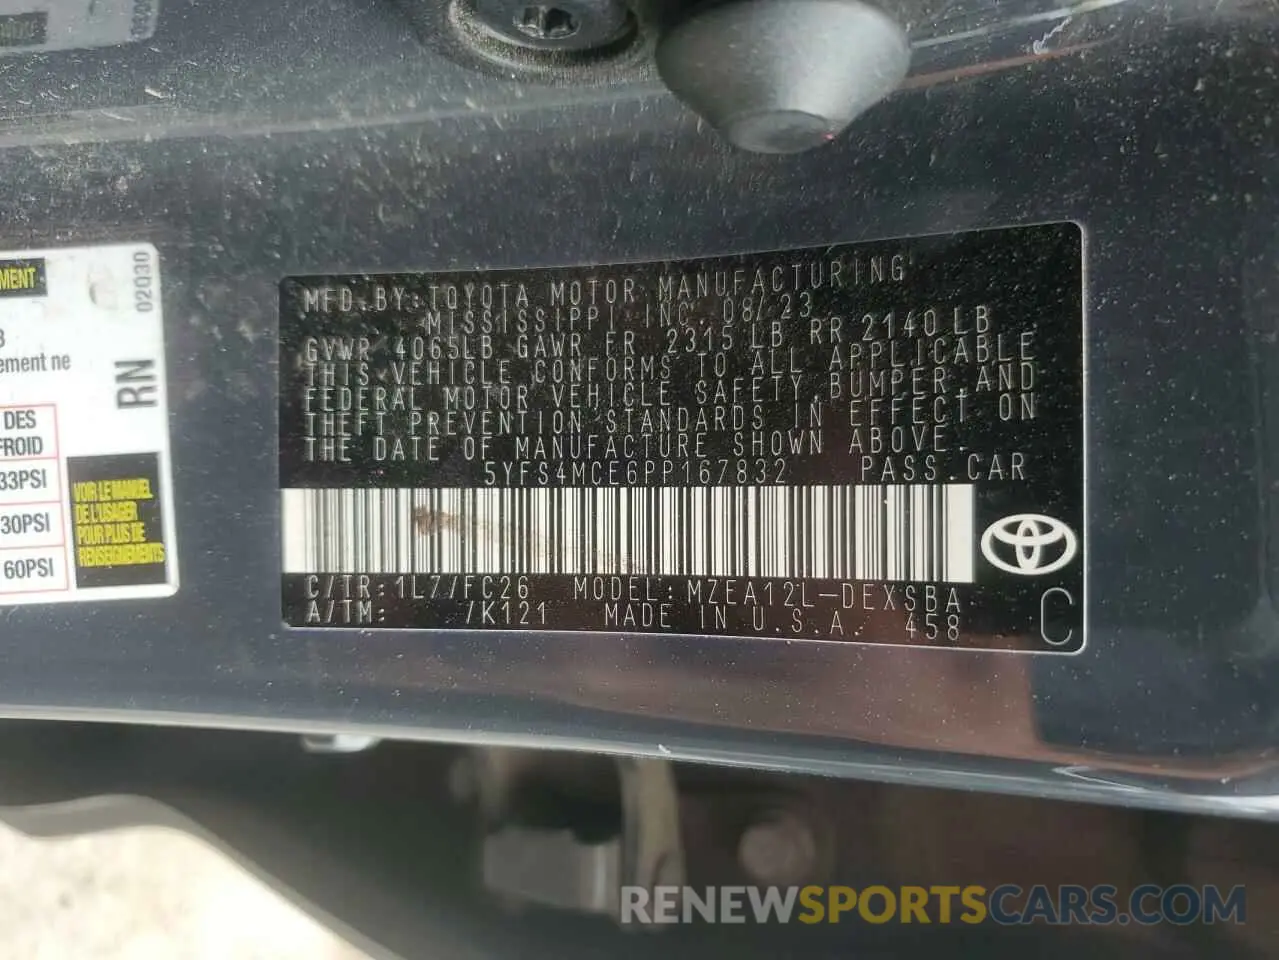 MENT
02030
RN
ement ne
DES
FROID
33PSI
30PSI
60PSI
VOIR LE MANUEL
DE L'USAGER
POUR PLUS DE
RENSEIGNEMENTS
MFD.BY:TOYOTA MOTOR MANUFACTURING
MISSISSIPPI,INC. 08/23
GVWR 4065LB GAWR FR 2315LB RR 2140LB
THIS VEHICLE CONFORMS TO ALL APPLICABLE
FEDERAL MOTOR VEHICLE SAFETY,BUMPER,AND
THEFT PREVENTION STANDARDS IN EFFECT ON
THE DATE OF MANUFACTURE SHOWN ABOVE.
5YFS4MCE6PP167832 PASS.CAR
C/TR:1L7/FC26 MODEL:MZEA12L-DEXSBA
A/TM: /K121 MADE IN U.S.A. 458
C
RENEWSPORTSCARS.COM